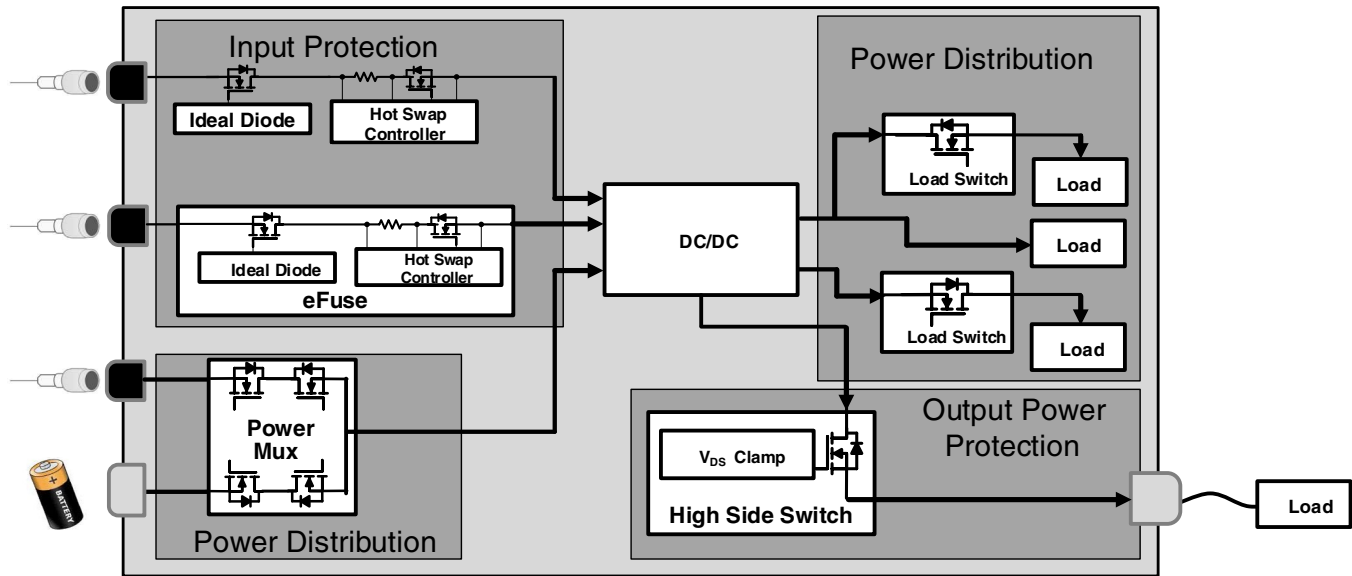 Input Protection
Ideal Diode
Hot Swap
Controller
Ideal Diode
Hot Swap
Controller
eFuse
Power
Mux
Power Distribution
+
BATTERY
DC/DC
Power Distribution
Load Switch
Load
Load
Load Switch
Load
Output Power
Protection
VDS Clamp
High Side Switch
Load